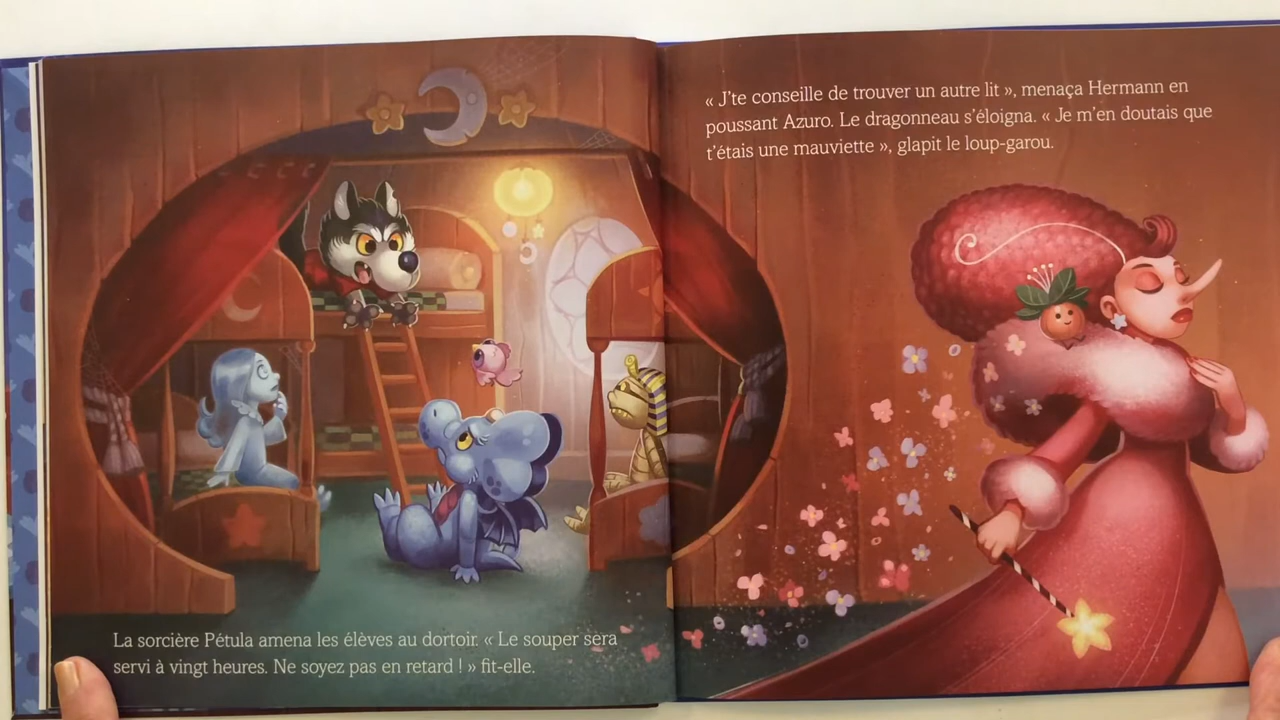 La sorcière Pétula amena les élèves au dortoir. « Le souper sera
servi à vingt heures. Ne soyez pas en retard ! » fit-elle.
« J'te conseille de trouver un autre lit », menaça Hermann en
poussant Azuro. Le dragonneau s'éloigna. « Je m'en doutais que
t'étais une mauviette », glapit le loup-garou.